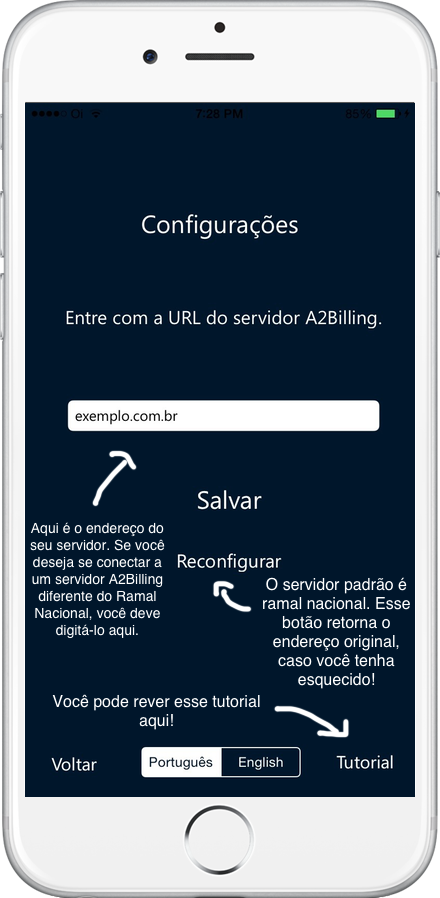 7:28 PM
85%
Configurações
Entre com a URL do servidor A2Billing.
exemplo.com.br
Salvar
Aqui é o endereço do
seu servidor. Se você
deseja se conectar a
um servidor A2Billing
diferente do Ramal
Nacional, você deve
digitá-lo aqui.
Reconfigurar
O servidor padrão é
ramal nacional. Esse
botão retorna o
endereço original,
caso você tenha
esquecido!
Você pode rever esse tutorial
aqui!
Voltar
Português
English
Tutorial